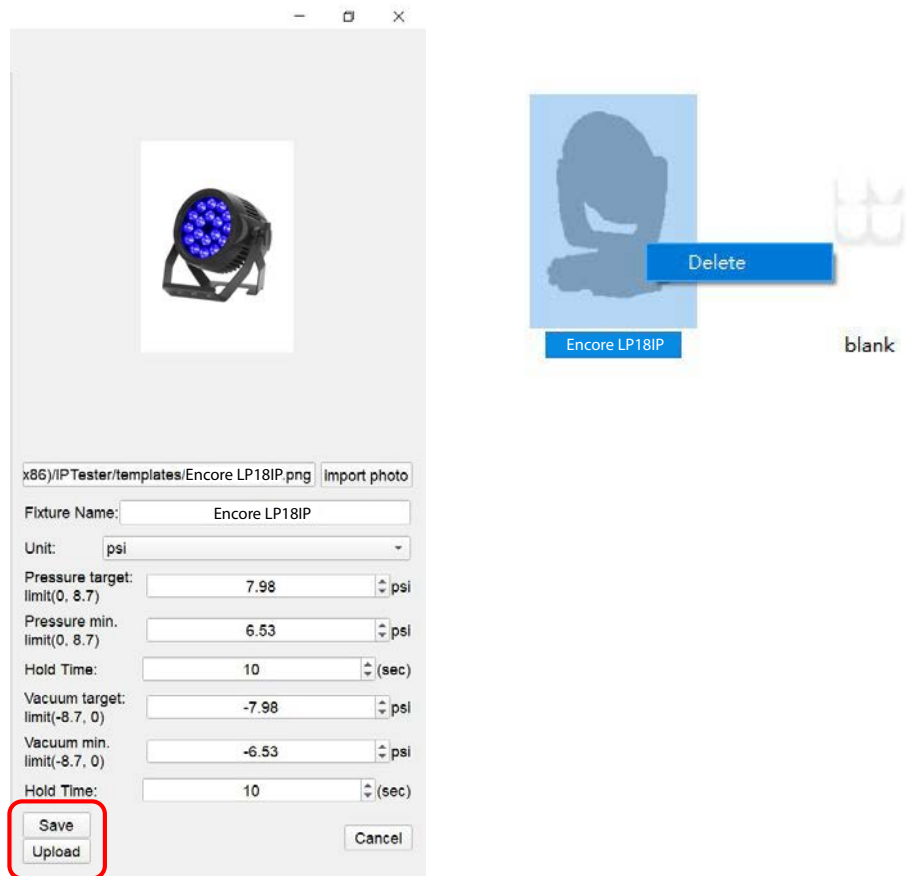 x86)/IPTester/templates/Encore LP18IP.png import photo
Fixture Name: Encore LP18IP
Unit: psi
Pressure target:
limit(0, 8.7) 7.98 psi
Pressure min.
limit(0, 8.7) 6.53 psi
Hold Time: 10 (sec)
Vacuum target:
limit(-8.7, 0) -7.98 psi
Vacuum min.
limit(-8.7, 0) -6.53 psi
Hold Time: 10 (sec)
Save
Upload
Cancel
Delete
Encore LP18IP
blank